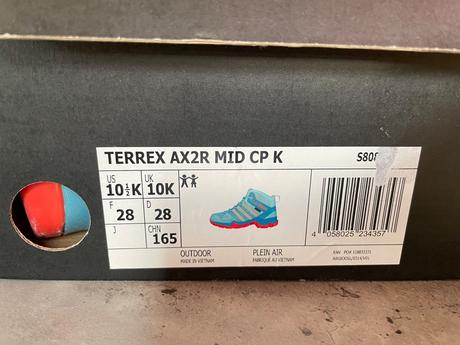 TERREX AX2R MID CP K
S808
US UK
10½K 10K
F D
28 28
J CHN
165
OUTDOOR PLEIN AIR
MADE IN VIETNAM FABRIQUÉ AU VIETNAM
4 058025 234357